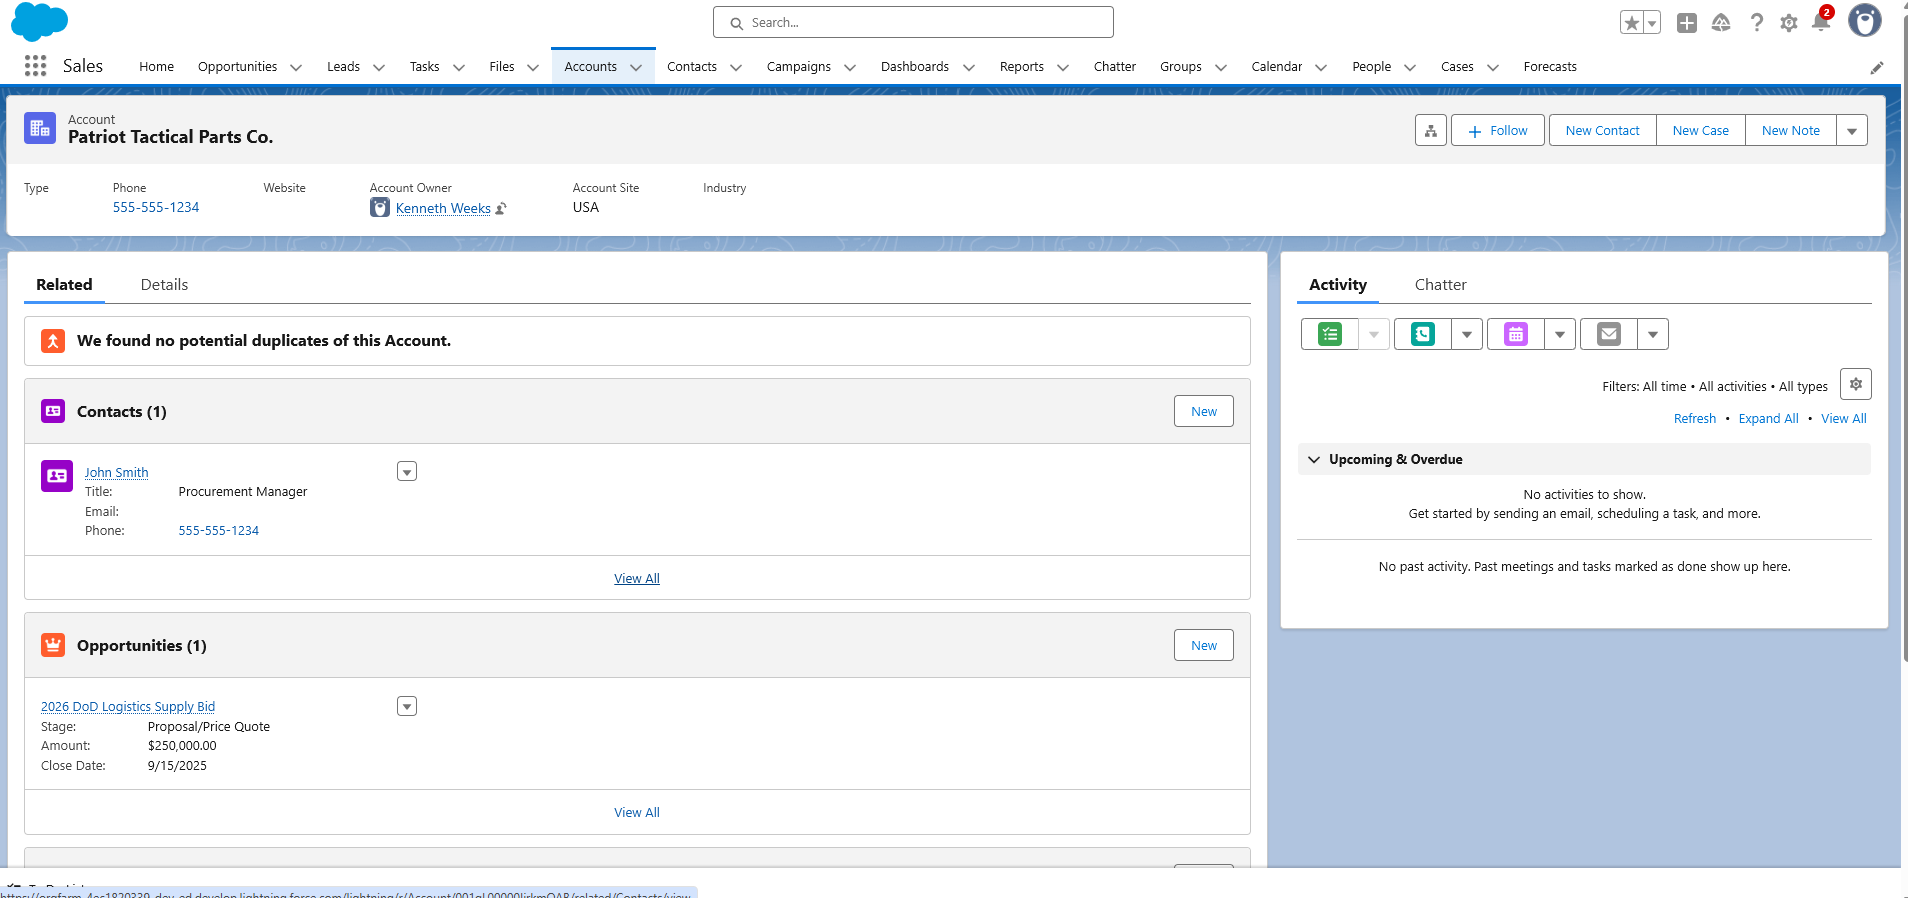 Search...
2
Sales
Home Opportunities Leads Tasks Files Accounts Contacts Campaigns Dashboards Reports Chatter Groups Calendar People Cases Forecasts
Account
Patriot Tactical Parts Co.
Follow New Contact New Case New Note
Type Phone Website Account Owner Account Site Industry
555-555-1234 Kenneth Weeks USA
Related Details
We found no potential duplicates of this Account.
Contacts (1) New
John Smith
Title: Procurement Manager
Email:
Phone: 555-555-1234
View All
Opportunities (1) New
2026 DoD Logistics Supply Bid
Stage: Proposal/Price Quote
Amount: $250,000.00
Close Date: 9/15/2025
View All
Activity Chatter
Filters: All time • All activities • All types
Refresh • Expand All • View All
Upcoming & Overdue
No activities to show.
Get started by sending an email, scheduling a task, and more.
No past activity. Past meetings and tasks marked as done show up here.